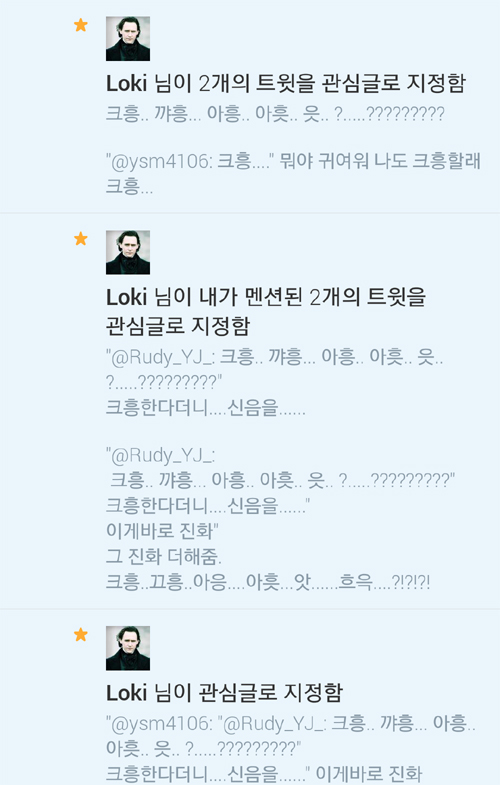 Loki 님이 2개의 트윗을 관심글로 지정함
크흥.. 꺄흥... 아흥.. 아흣.. 읏.. ?.....?????????
"@ysm4106: 크흥...." 뭐야 귀여워 나도 크흥할래
크흥...
Loki 님이 내가 멘션된 2개의 트윗을
관심글로 지정함
"@Rudy_YJ_: 크흥.. 꺄흥... 아흥.. 아흣.. 읏..
?.....?????????"
크흥한다더니....신음을......
"@Rudy_YJ_:
크흥.. 꺄흥... 아흥.. 아흣.. 읏.. ?.....?????????"
크흥한다더니....신음을......"
이게바로 진화"
그 진화 더해줌.
크흥..끄흥..아응....아흣...앗......흐윽....?!?!?!
Loki 님이 관심글로 지정함
"@ysm4106: "@Rudy_YJ_: 크흥.. 꺄흥... 아흥..
아흣.. 읏.. ?.....?????????"
크흥한다더니....신음을......" 이게바로 진화